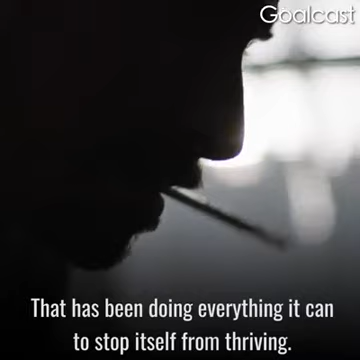 Goalcast
That has been doing everything it can
to stop itself from thriving.